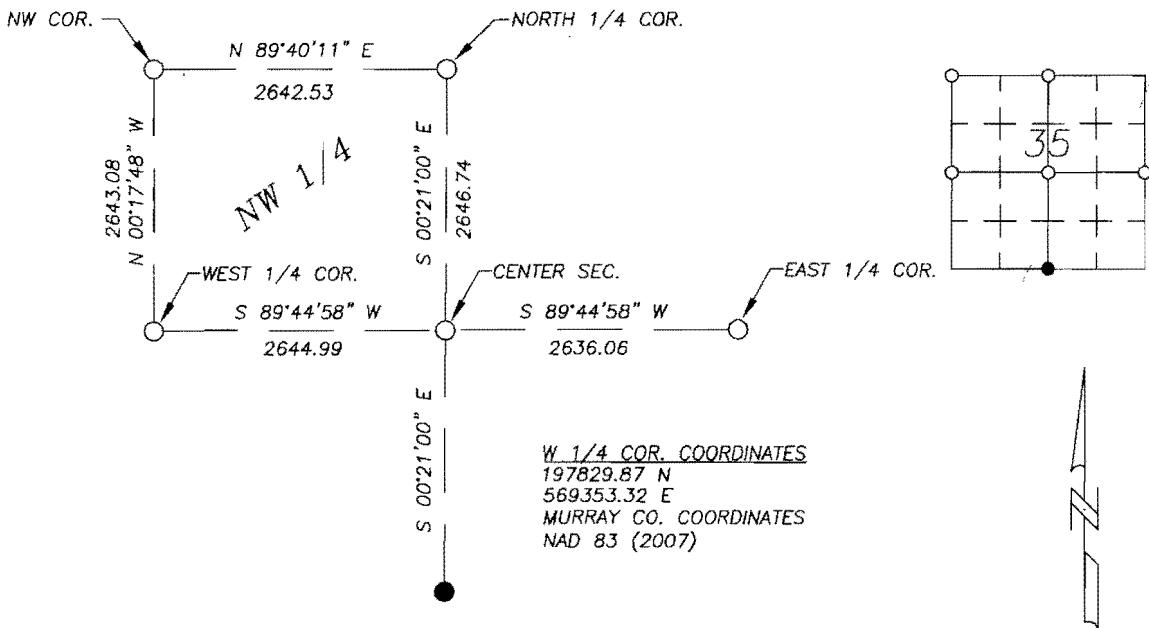 NW COR.
NORTH 1/4 COR.
N 89°40'11" E
2642.53
2643.08
N 00°17'48" W
NW 1/4
S 00°21'00" E
2646.74
35
WEST 1/4 COR.
CENTER SEC.
EAST 1/4 COR.
S 89°44'58" W
2644.99
S 89°44'58" W
2636.06
S 00°21'00" E
W 1/4 COR. COORDINATES
197829.87 N
569353.32 E
MURRAY CO. COORDINATES
NAD 83 (2007)
N